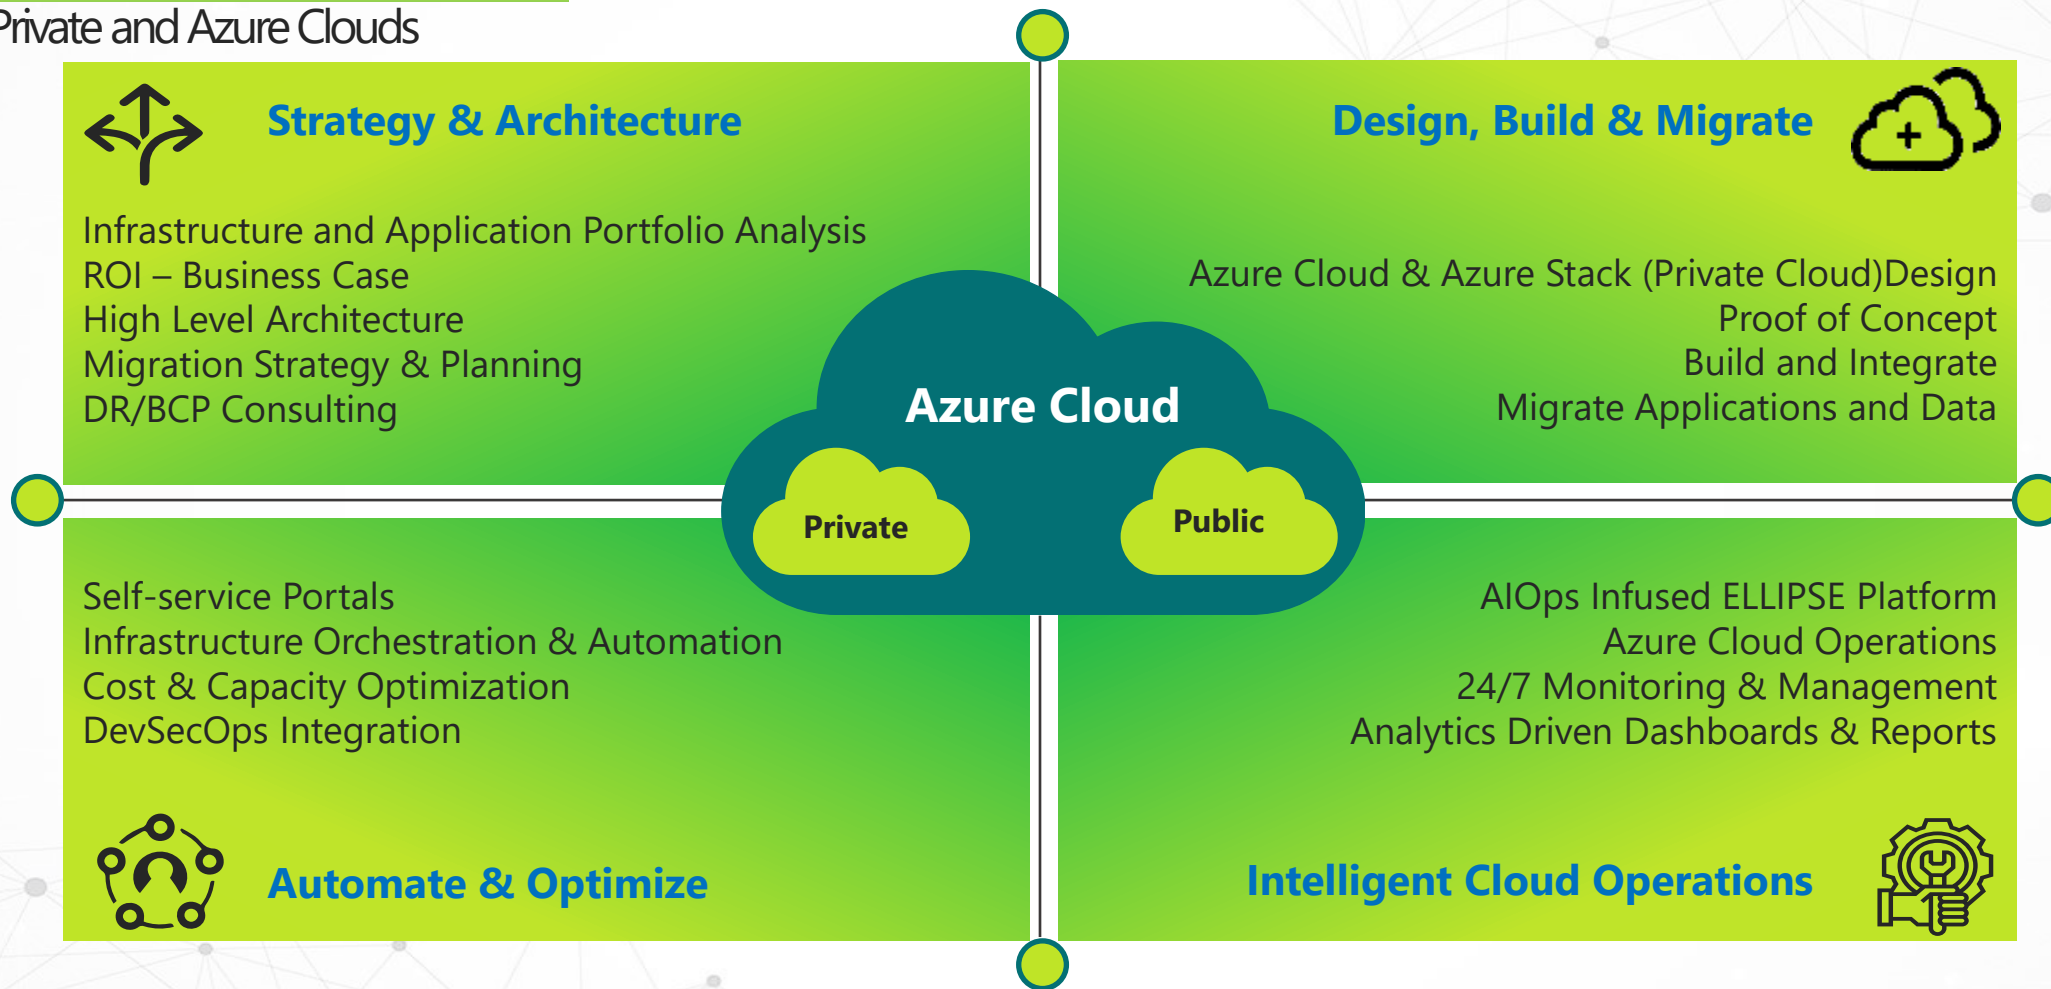 Private and Azure Clouds
Strategy & Architecture
Infrastructure and Application Portfolio Analysis
ROI – Business Case
High Level Architecture
Migration Strategy & Planning
DR/BCP Consulting
Design, Build & Migrate
Azure Cloud & Azure Stack (Private Cloud)Design
Proof of Concept
Build and Integrate
Migrate Applications and Data
Azure Cloud
Private
Public
Self-service Portals
Infrastructure Orchestration & Automation
Cost & Capacity Optimization
DevSecOps Integration
Automate & Optimize
AIOps Infused ELLIPSE Platform
Azure Cloud Operations
24/7 Monitoring & Management
Analytics Driven Dashboards & Reports
Intelligent Cloud Operations